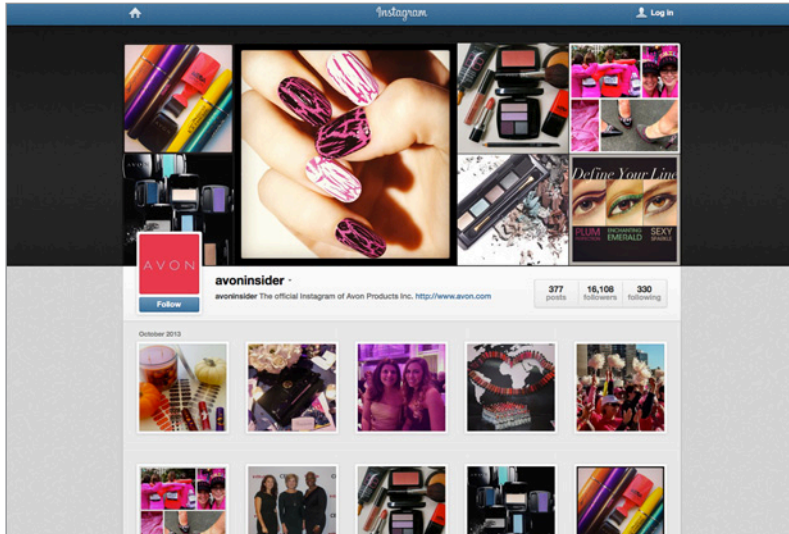 Instagram
Log in
Define Your Line
PLUM ENCHANTING SEXY
EMERALD SPARKLE
AVON
avoninsider
avoninsider The official Instagram of Avon Products Inc. http://www.avon.com
Follow
377 16,108 330
posts followers following
October 2013